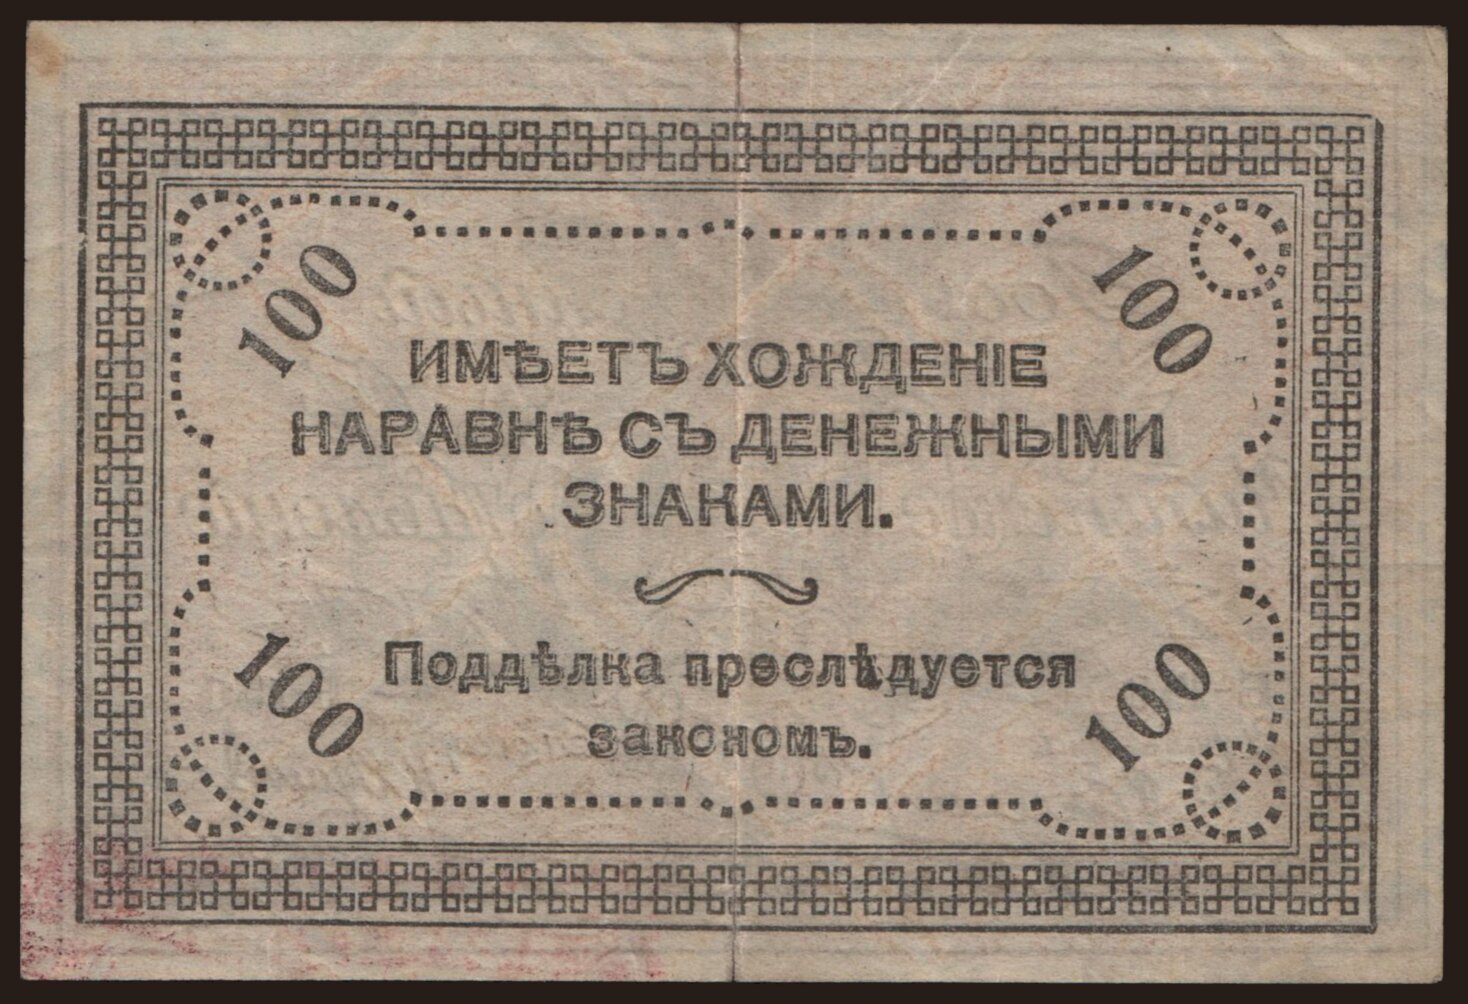 100 100
ИМѢЕТЪ ХОЖДЕНІЕ
НАРАВНѢ СЪ ДЕНЕЖНЫМИ
ЗНАКАМИ.
Поддѣлка преслѣдуется
закономъ.
100 100